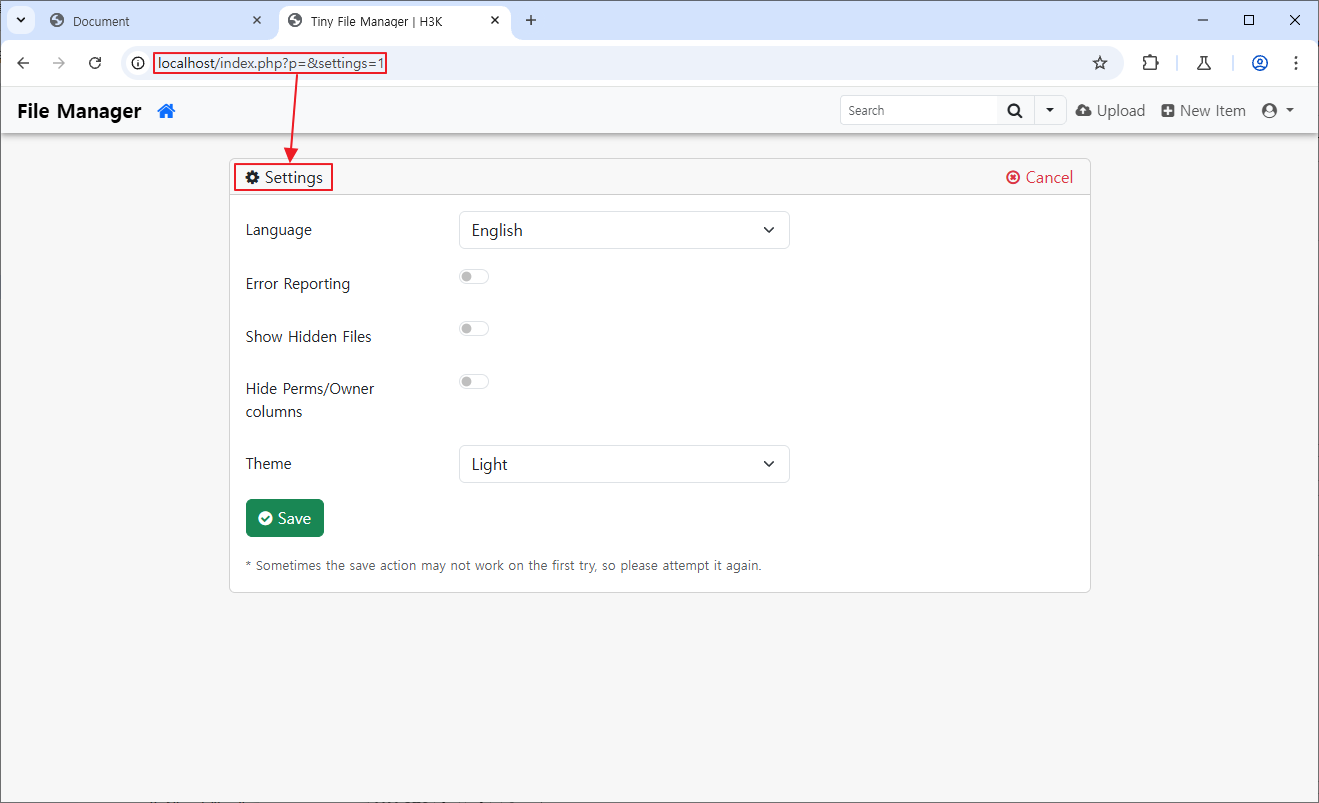 Document
Tiny File Manager | H3K
localhost/index.php?p=&settings=1
File Manager
Search
Upload
New Item
Settings
Cancel
Language
English
Error Reporting
Show Hidden Files
Hide Perms/Owner
columns
Theme
Light
Save
* Sometimes the save action may not work on the first try, so please attempt it again.